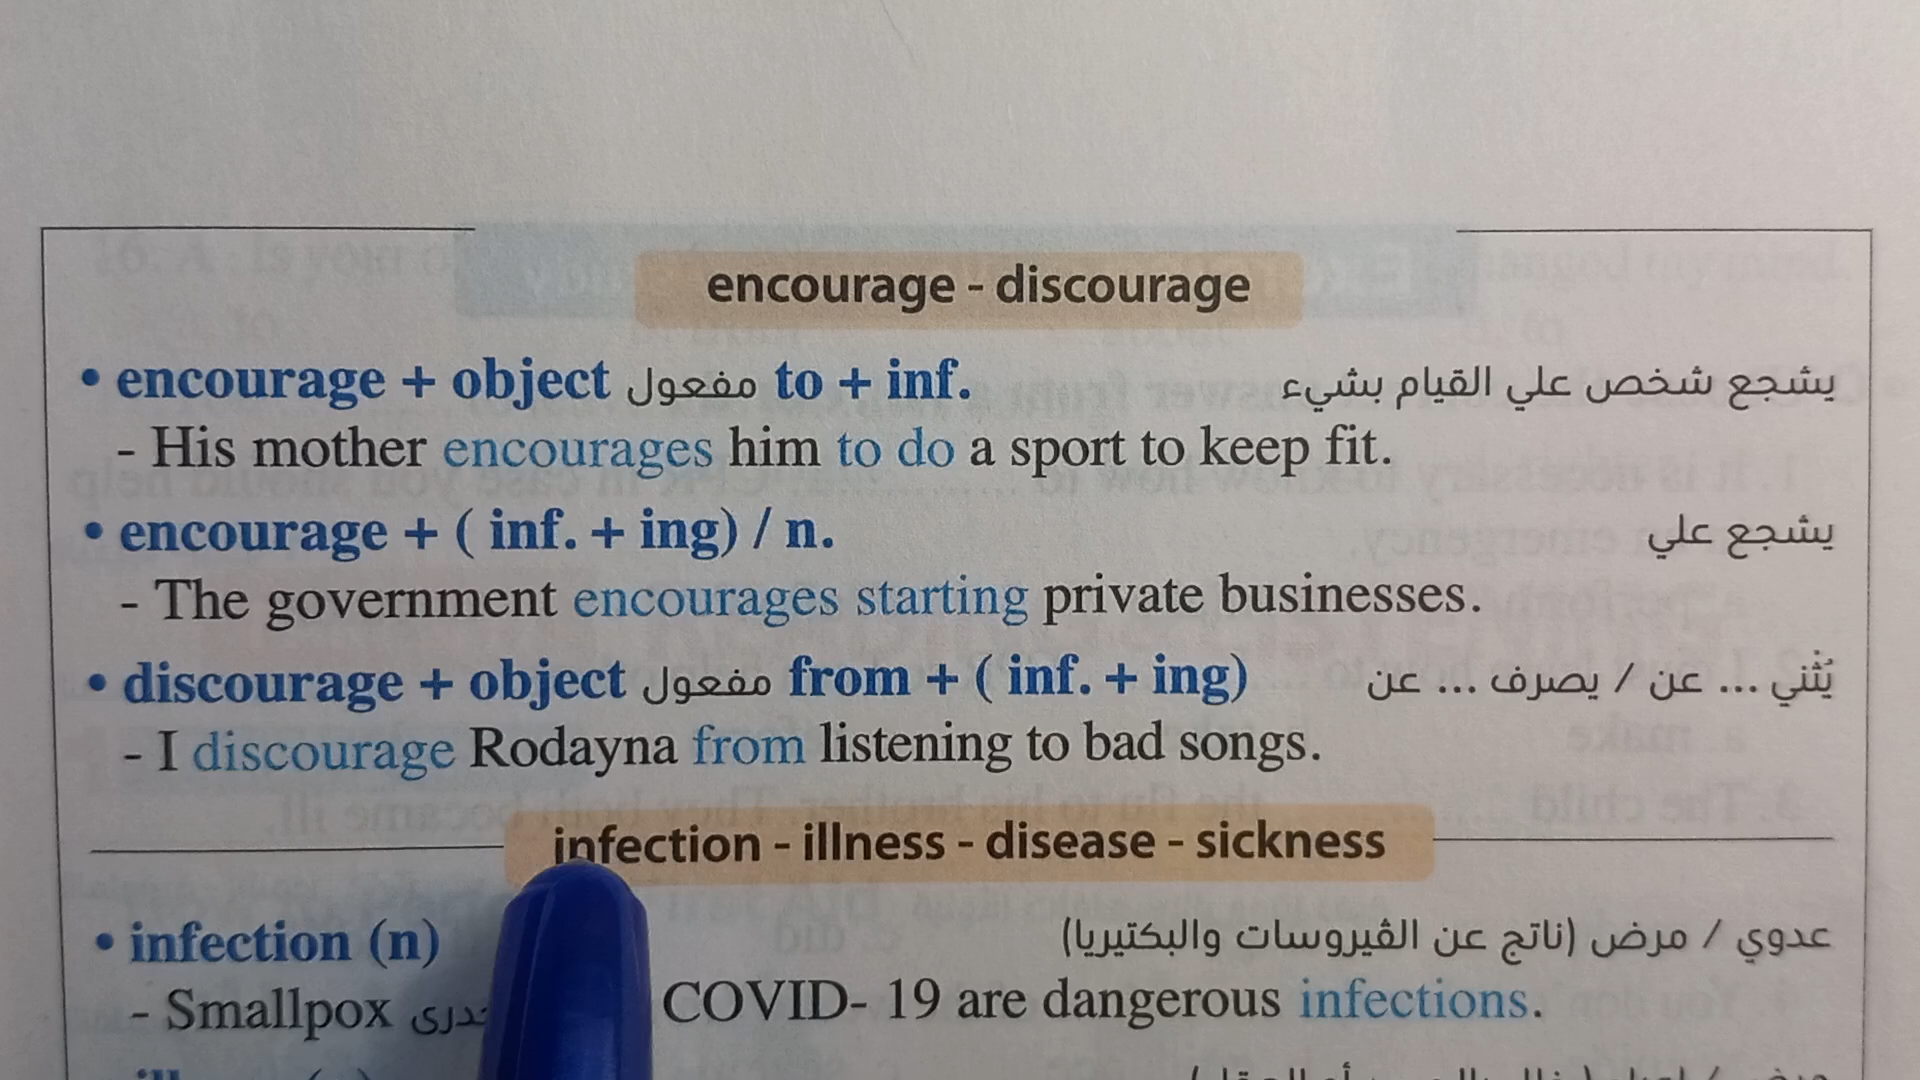 encourage - discourage
• encourage + object مفعول to + inf. يشجع شخص علي القيام بشيء
- His mother encourages him to do a sport to keep fit.
• encourage + ( inf. + ing) / n. يشجع علي
- The government encourages starting private businesses.
• discourage + object مفعول from + ( inf. + ing) يُثني ... عن / يصرف ... عن
- I discourage Rodayna from listening to bad songs.
infection - illness - disease - sickness
• infection (n) عدوي / مرض (ناتج عن الڤيروسات والبكتيريا)
- Smallpox COVID- 19 are dangerous infections.